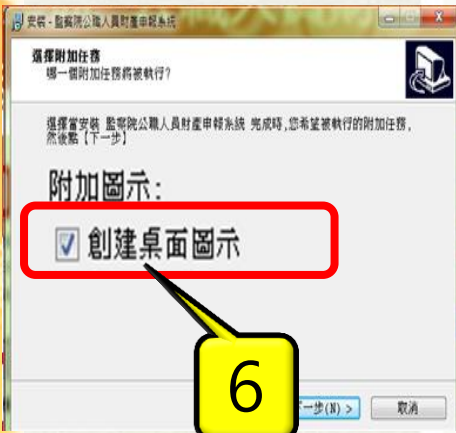 安裝 - 監察院公職人員財產申報系統
選擇附加任務
哪一個附加任務將被執行?
選擇當安裝 監察院公職人員財產申報系統 完成時,您希望被執行的附加任務,
然後點【下一步】
附加圖示:
創建桌面圖示
6
一步(N) >
取消